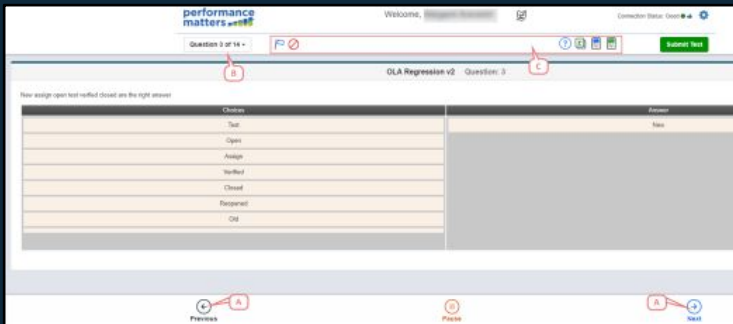 performance
matters
Welcome,
Connection Status: Good
Question 3 of 14
Submit Test
B
C
OLA Regression v2 Question: 3
New assign open test verified closed are the right answer
Choices
Answer
Test
New
Open
Assign
Verified
Closed
Reopened
Old
A
A
Previous
Pause
Next